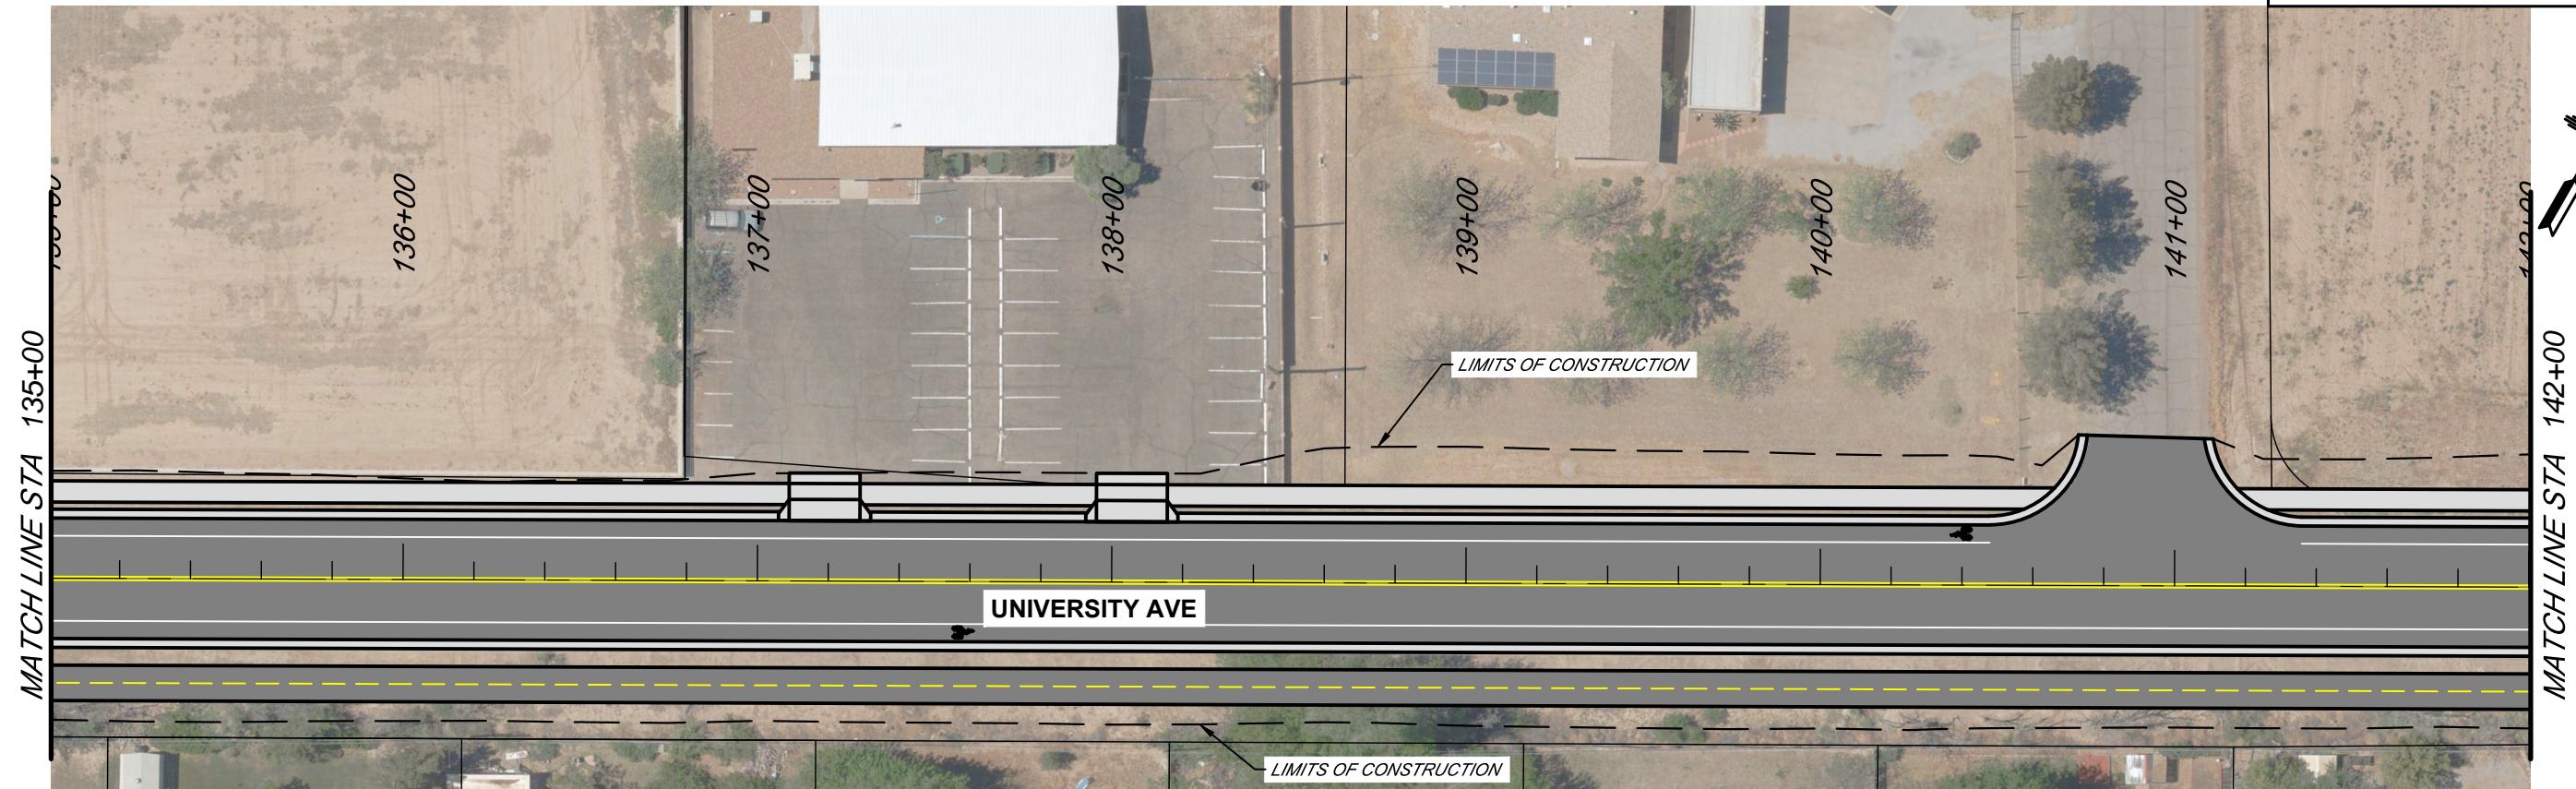 MATCH LINE STA 135+00
136+00
137+00
138+00
139+00
140+00
141+00
MATCH LINE STA 142+00
LIMITS OF CONSTRUCTION
UNIVERSITY AVE
LIMITS OF CONSTRUCTION